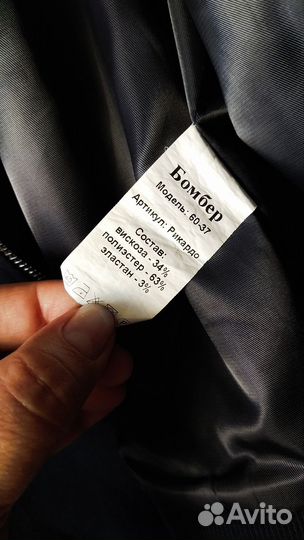 Бомбер
Модель: 60-37
Артикул: Рикардо
Состав:
вискоза - 34%
полиэстер - 63%
эластан - 3%
Avito